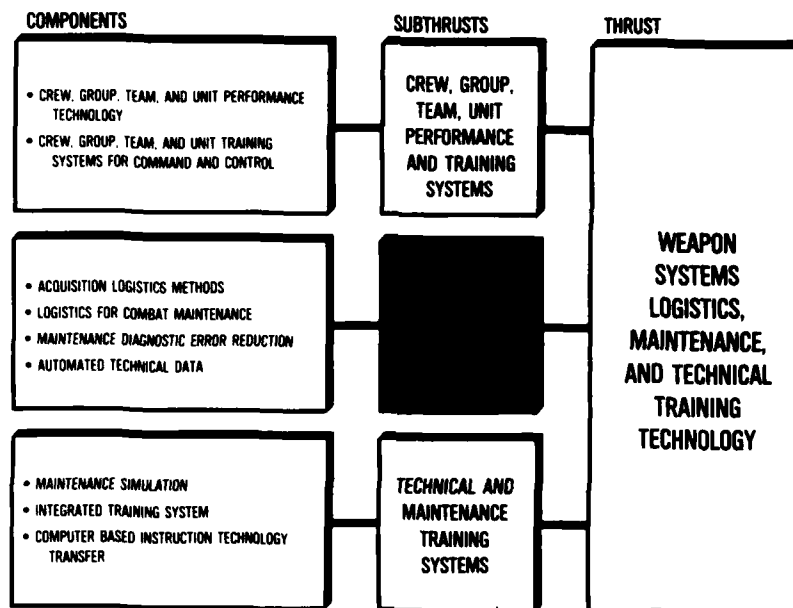 COMPONENTS
SUBTHRUSTS
THRUST
• CREW, GROUP, TEAM, AND UNIT PERFORMANCE
TECHNOLOGY
• CREW, GROUP, TEAM, AND UNIT TRAINING
SYSTEMS FOR COMMAND AND CONTROL
CREW, GROUP,
TEAM, UNIT
PERFORMANCE
AND TRAINING
SYSTEMS
• ACQUISITION LOGISTICS METHODS
• LOGISTICS FOR COMBAT MAINTENANCE
• MAINTENANCE DIAGNOSTIC ERROR REDUCTION
• AUTOMATED TECHNICAL DATA
• MAINTENANCE SIMULATION
• INTEGRATED TRAINING SYSTEM
• COMPUTER BASED INSTRUCTION TECHNOLOGY
TRANSFER
TECHNICAL AND
MAINTENANCE
TRAINING
SYSTEMS
WEAPON
SYSTEMS
LOGISTICS,
MAINTENANCE,
AND TECHNICAL
TRAINING
TECHNOLOGY